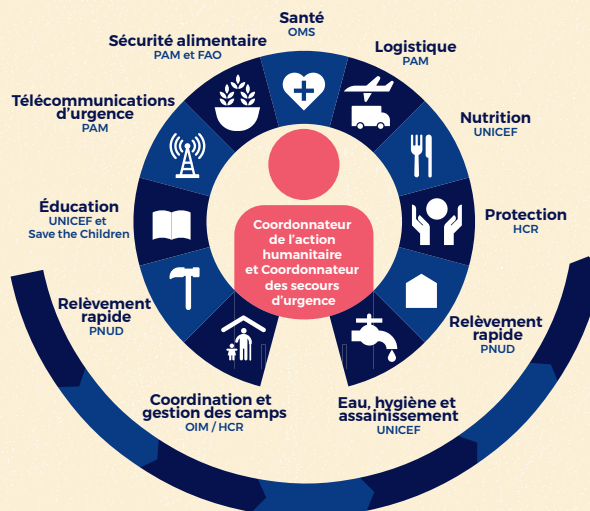 Santé
OMS
Sécurité alimentaire
PAM et FAO
Logistique
PAM
Télécommunications
d'urgence
PAM
Nutrition
UNICEF
Éducation
UNICEF et
Save the Children
Protection
HCR
Coordonnateur
de l'action
humanitaire
et Coordonnateur
des secours
d'urgence
Relèvement
rapide
PNUD
Relèvement
rapide
PNUD
Coordination et
gestion des camps
OIM / HCR
Eau, hygiène et
assainissement
UNICEF